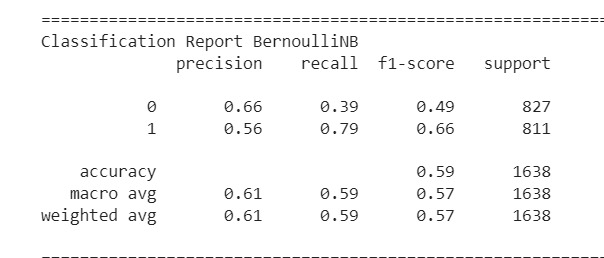 ============================================================
Classification Report BernoulliNB
precision recall f1-score support
0 0.66 0.39 0.49 827
1 0.56 0.79 0.66 811
accuracy 0.59 1638
macro avg 0.61 0.59 0.57 1638
weighted avg 0.61 0.59 0.57 1638
------------------------------------------------------------